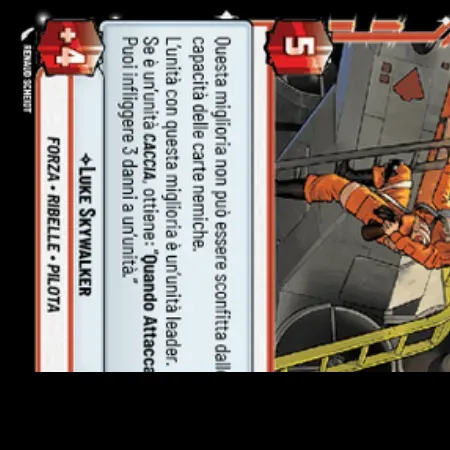 5
Questa miglioria non può essere sconfitta dalle
capacità delle carte nemiche.
L'unità con questa miglioria è un'unità leader.
Se è un'unità CACCIA, ottiene: "Quando Attacca
Puoi infliggere 3 danni a un'unità."
+4
LUKE SKYWALKER
FORZA • RIBELLE • PILOTA
RENAUD SCHEIDT